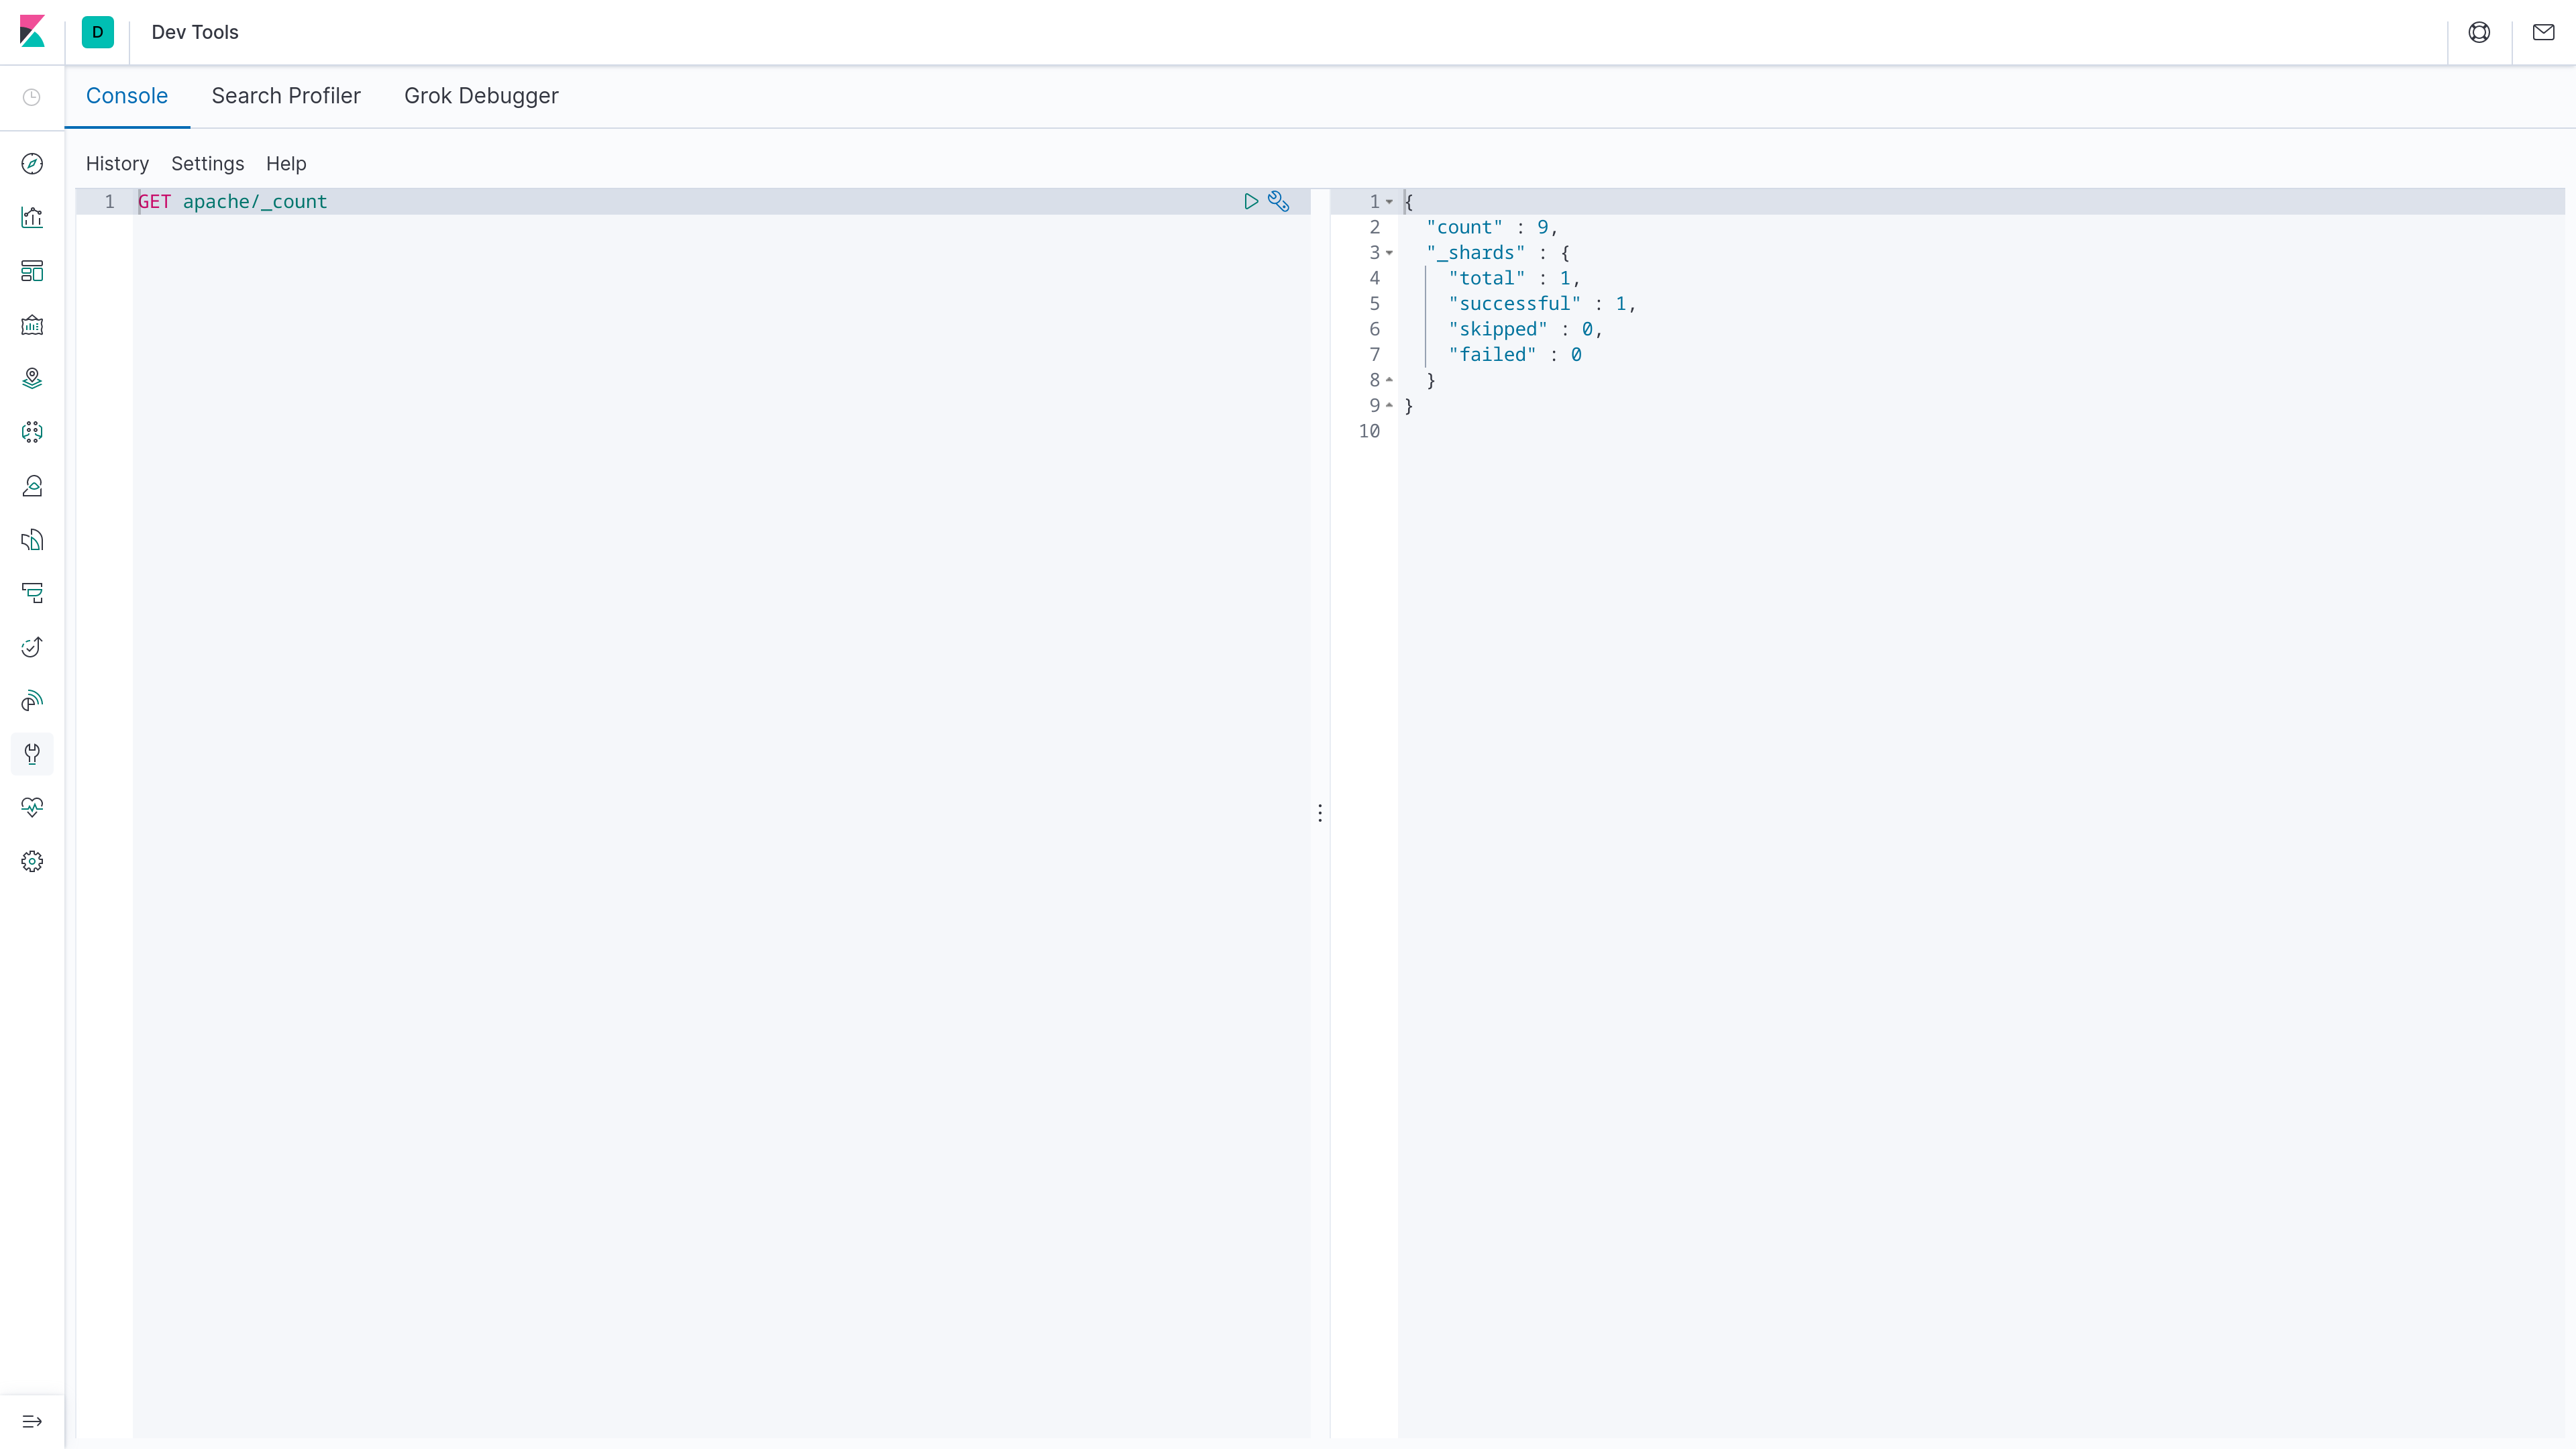 D Dev Tools
Console Search Profiler Grok Debugger
History Settings Help
1 GET apache/_count
1 {
2 "count" : 9,
3 "_shards" : {
4 "total" : 1,
5 "successful" : 1,
6 "skipped" : 0,
7 "failed" : 0
8 }
9 }
10